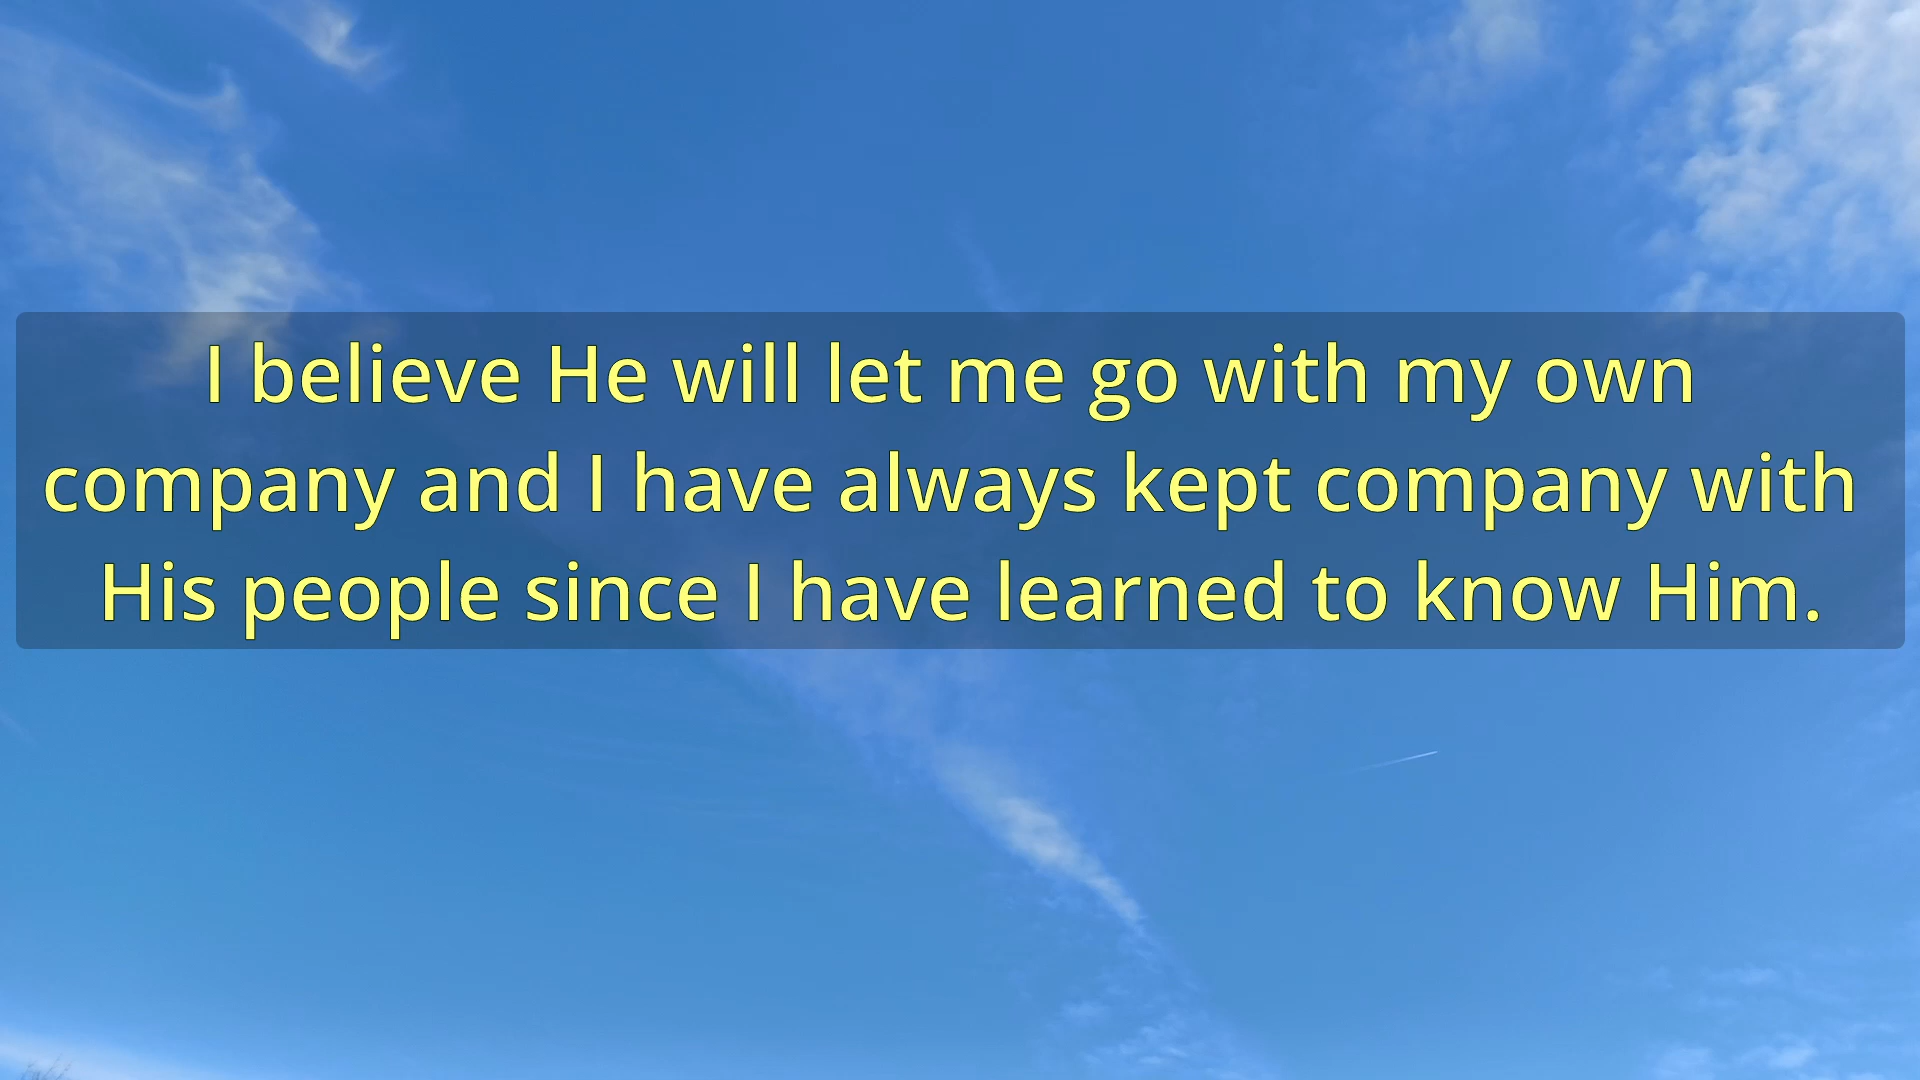 I believe He will let me go with my own
company and I have always kept company with
His people since I have learned to know Him.